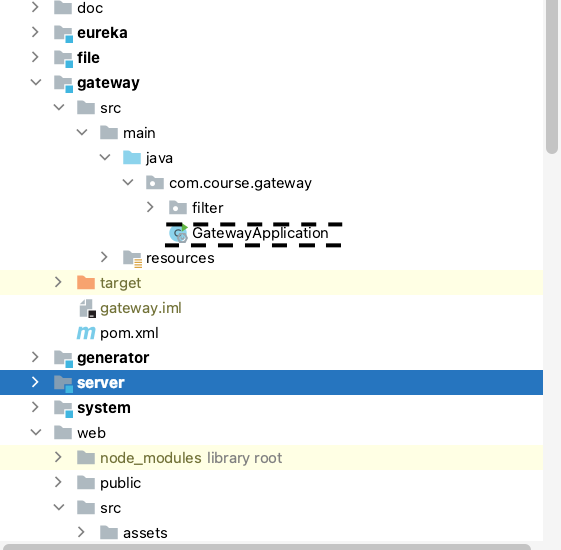 doc
eureka
file
gateway
src
main
java
com.course.gateway
filter
GatewayApplication
resources
target
gateway.iml
pom.xml
generator
server
system
web
node_modules library root
public
src
assets